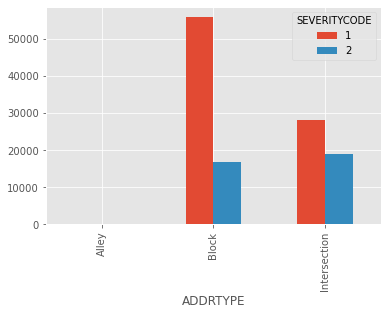 SEVERITYCODE
1
2
50000
40000
30000
20000
10000
0
Alley
Block
Intersection
ADDRTYPE